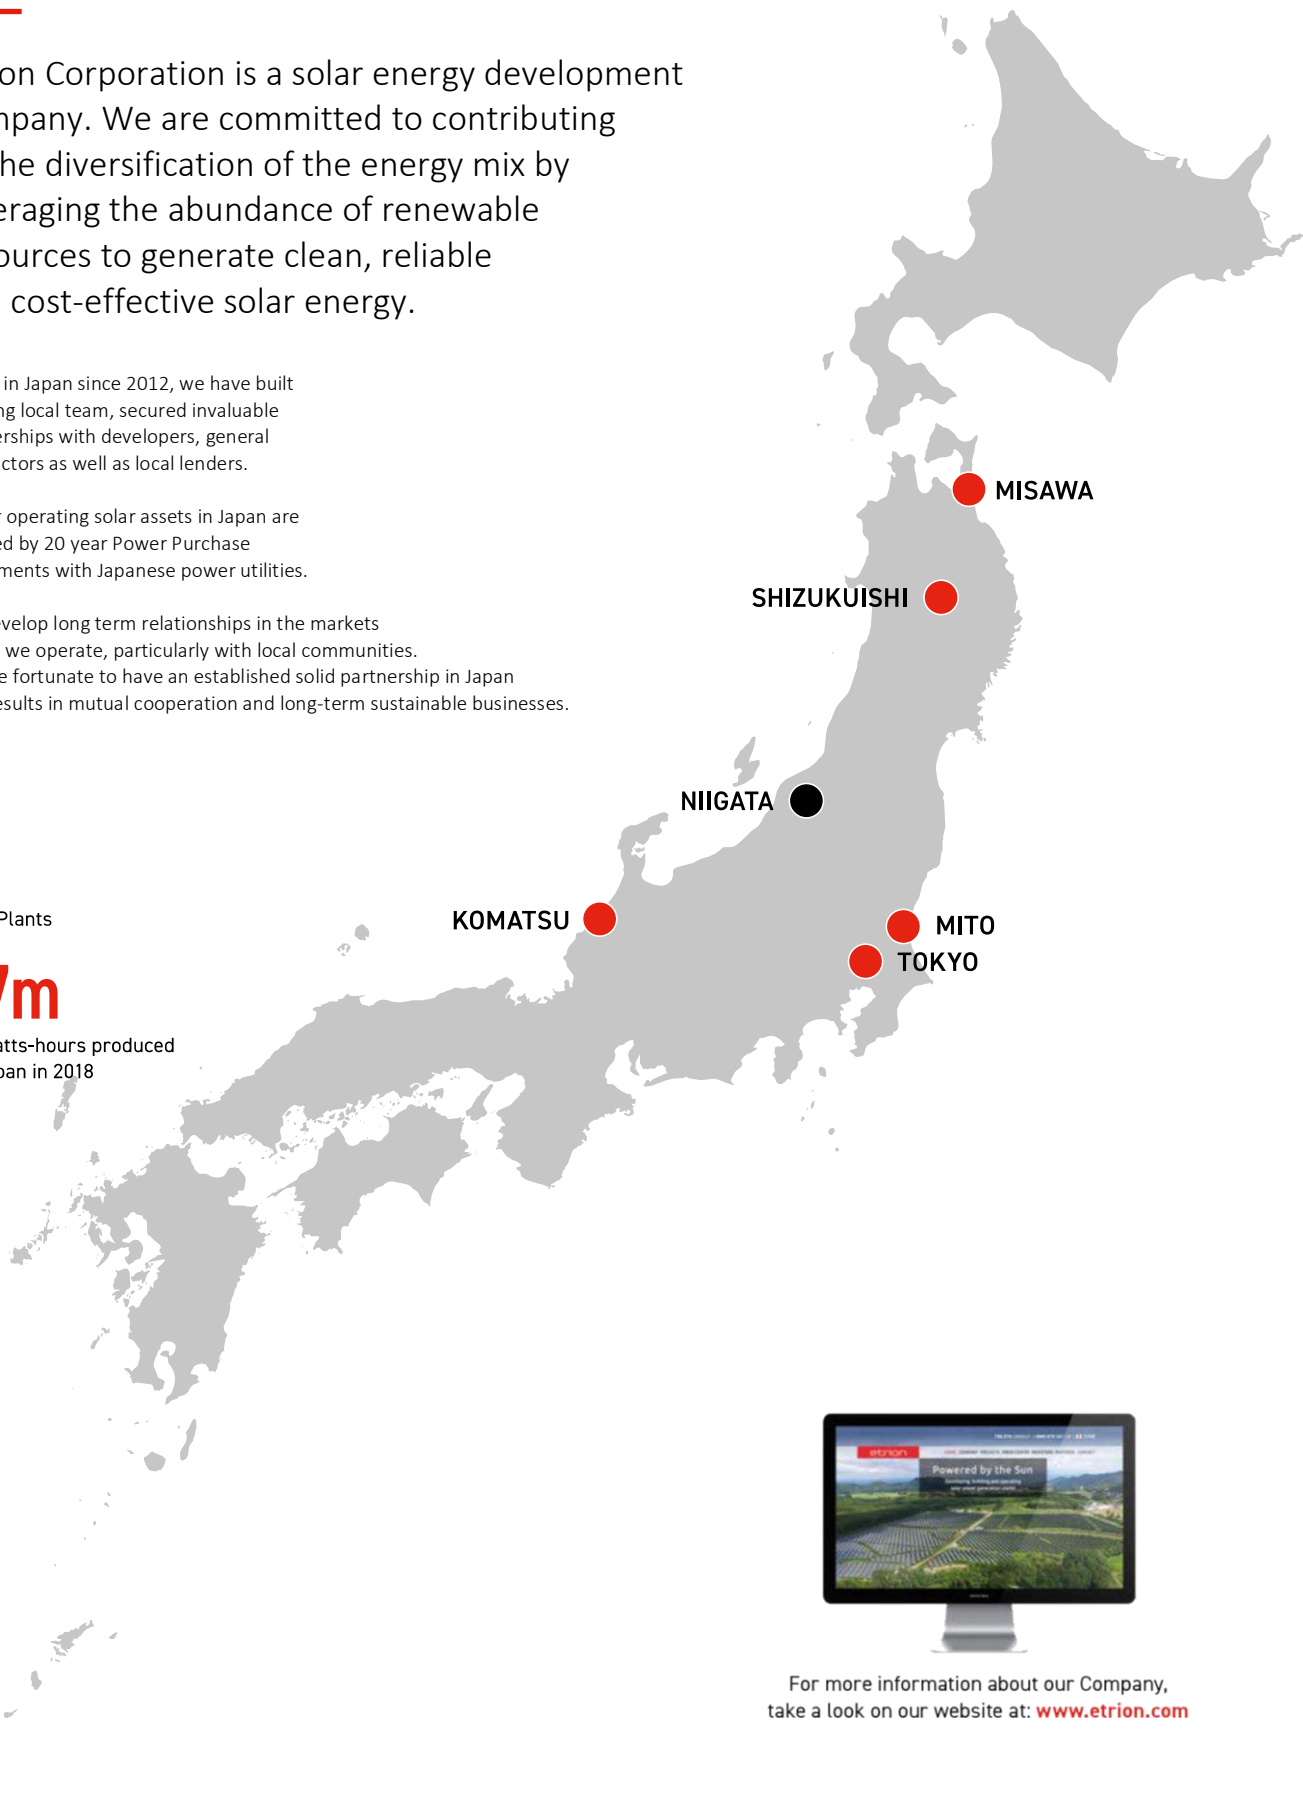 on Corporation is a solar energy development
mpany. We are committed to contributing
he diversification of the energy mix by
eraging the abundance of renewable
ources to generate clean, reliable
cost-effective solar energy.
in Japan since 2012, we have built
ng local team, secured invaluable
erships with developers, general
ctors as well as local lenders.
r operating solar assets in Japan are
ed by 20 year Power Purchase
ments with Japanese power utilities.
evelop long term relationships in the markets
we operate, particularly with local communities.
e fortunate to have an established solid partnership in Japan
esults in mutual cooperation and long-term sustainable businesses.
MISAWA
SHIZUKUISHI
NIIGATA
KOMATSU
MITO
TOKYO
Plants
7m
atts-hours produced
pan in 2018
etrion
Powered by the Sun
For more information about our Company,
take a look on our website at: www.etrion.com